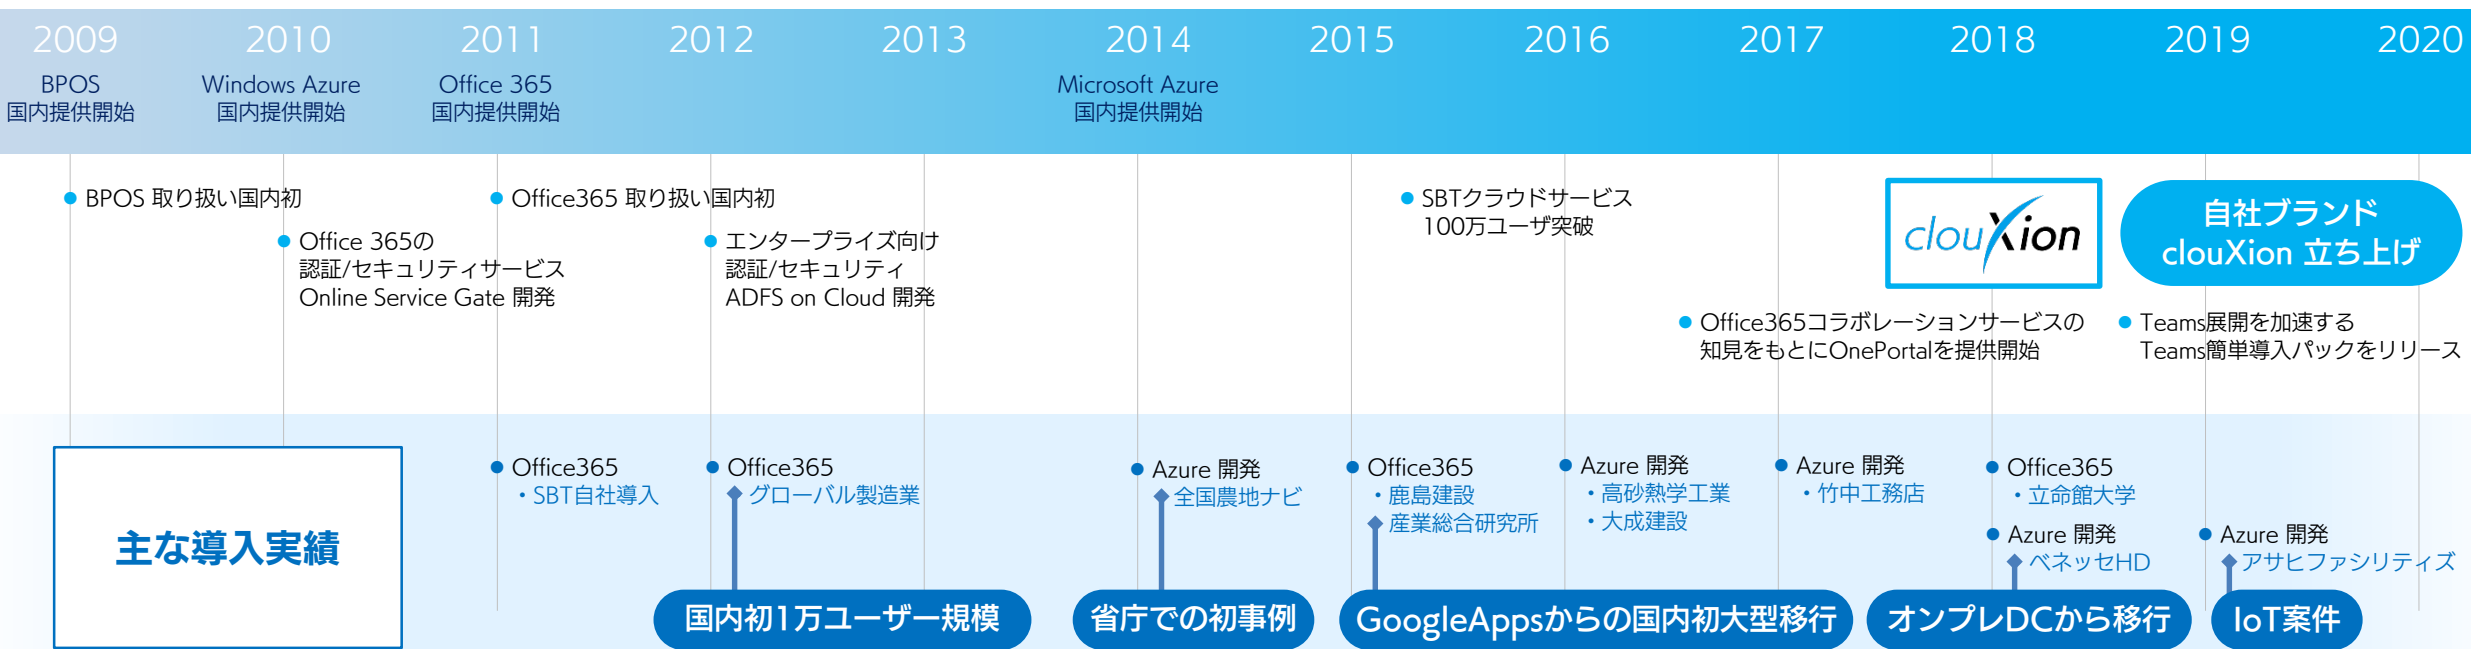 2009
BPOS
国内提供開始
2010
Windows Azure
国内提供開始
2011
Office 365
国内提供開始
2012
2013
2014
Microsoft Azure
国内提供開始
2015
2016
2017
2018
2019
2020
BPOS 取り扱い国内初
Office 365の
認証/セキュリティサービス
Online Service Gate 開発
Office365 取り扱い国内初
エンタープライズ向け
認証/セキュリティ
ADFS on Cloud 開発
SBTクラウドサービス
100万ユーザ突破
Office365コラボレーションサービスの
知見をもとにOnePortalを提供開始
clouXion
自社ブランド
clouXion 立ち上げ
Teams展開を加速する
Teams簡単導入パックをリリース
主な導入実績
Office365
・SBT自社導入
Office365
グローバル製造業
国内初1万ユーザー規模
Azure 開発
全国農地ナビ
省庁での初事例
Office365
・鹿島建設
産業総合研究所
GoogleAppsからの国内初大型移行
Azure 開発
・高砂熱学工業
・大成建設
Azure 開発
・竹中工務店
Office365
・立命館大学
Azure 開発
ベネッセHD
オンプレDCから移行
Azure 開発
アサヒファシリティズ
IoT案件